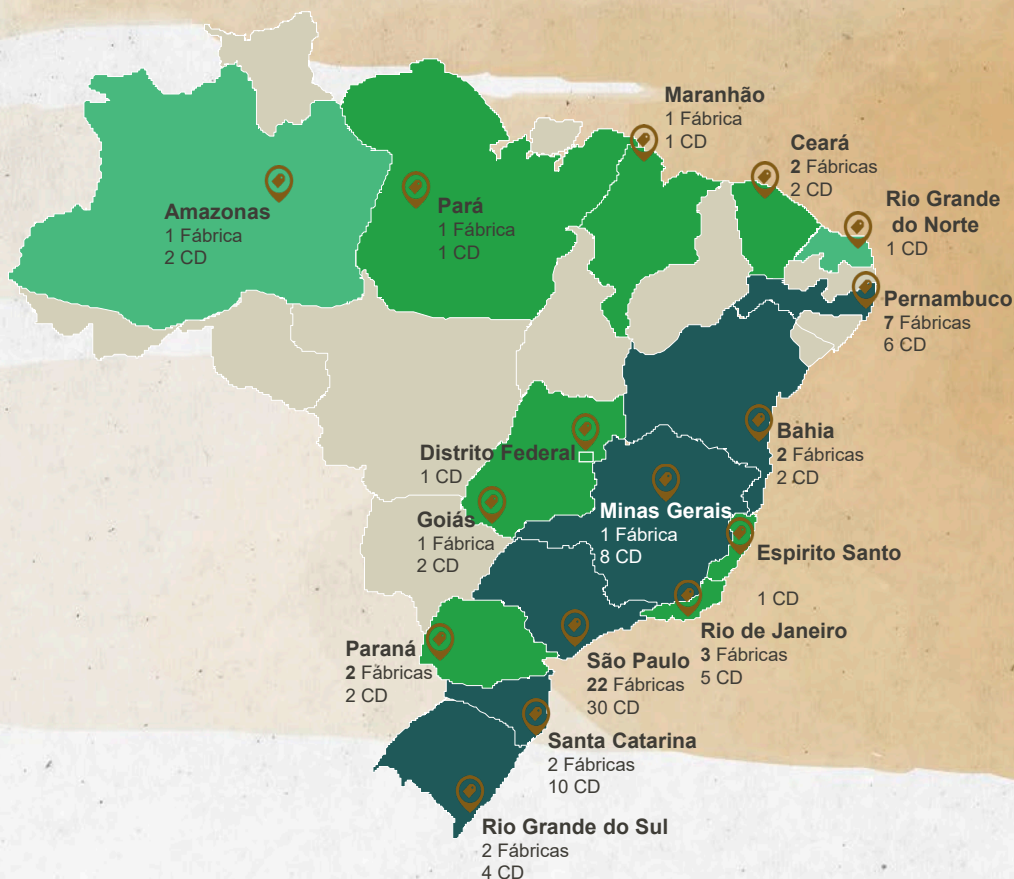 Maranhão
1 Fábrica
1 CD
Ceará
2 Fábricas
2 CD
Rio Grande
do Norte
1 CD
Amazonas
1 Fábrica
2 CD
Pará
1 Fábrica
1 CD
Pernambuco
7 Fábricas
6 CD
Bahia
2 Fábricas
2 CD
Distrito Federal
1 CD
Goiás
1 Fábrica
2 CD
Minas Gerais
1 Fábrica
8 CD
Espirito Santo
1 CD
Rio de Janeiro
3 Fábricas
5 CD
Paraná
2 Fábricas
2 CD
São Paulo
22 Fábricas
30 CD
Santa Catarina
2 Fábricas
10 CD
Rio Grande do Sul
2 Fábricas
4 CD